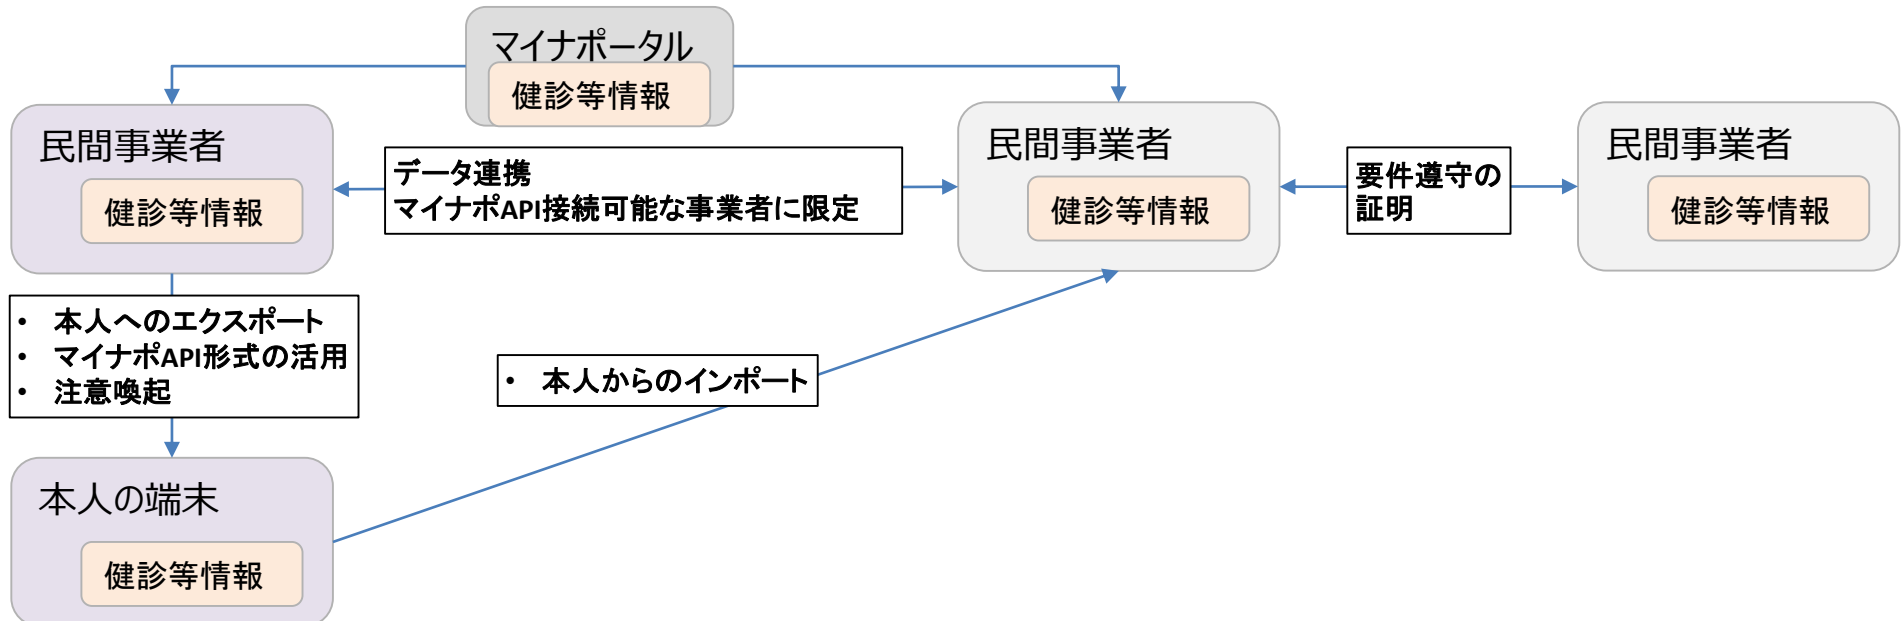 マイナポータル
健診等情報
民間事業者
健診等情報
データ連携
マイナポAPI接続可能な事業者に限定
民間事業者
健診等情報
要件遵守の
証明
民間事業者
健診等情報
• 本人へのエクスポート
• マイナポAPI形式の活用
• 注意喚起
• 本人からのインポート
本人の端末
健診等情報